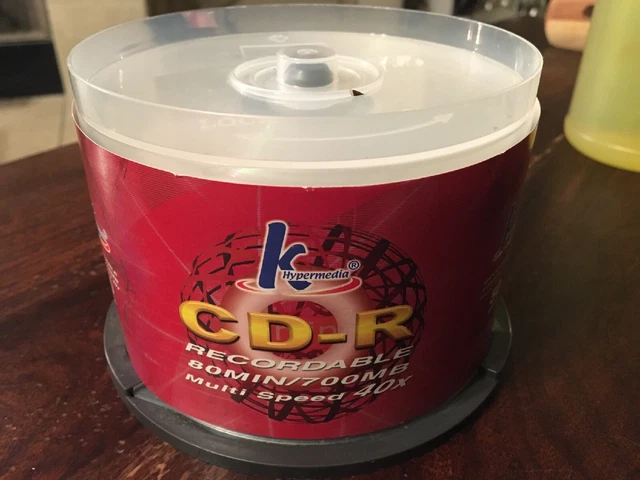 k
Hypermedia®
CD-R
RECORDABLE
80MIN/700MB
Multi Speed 40X